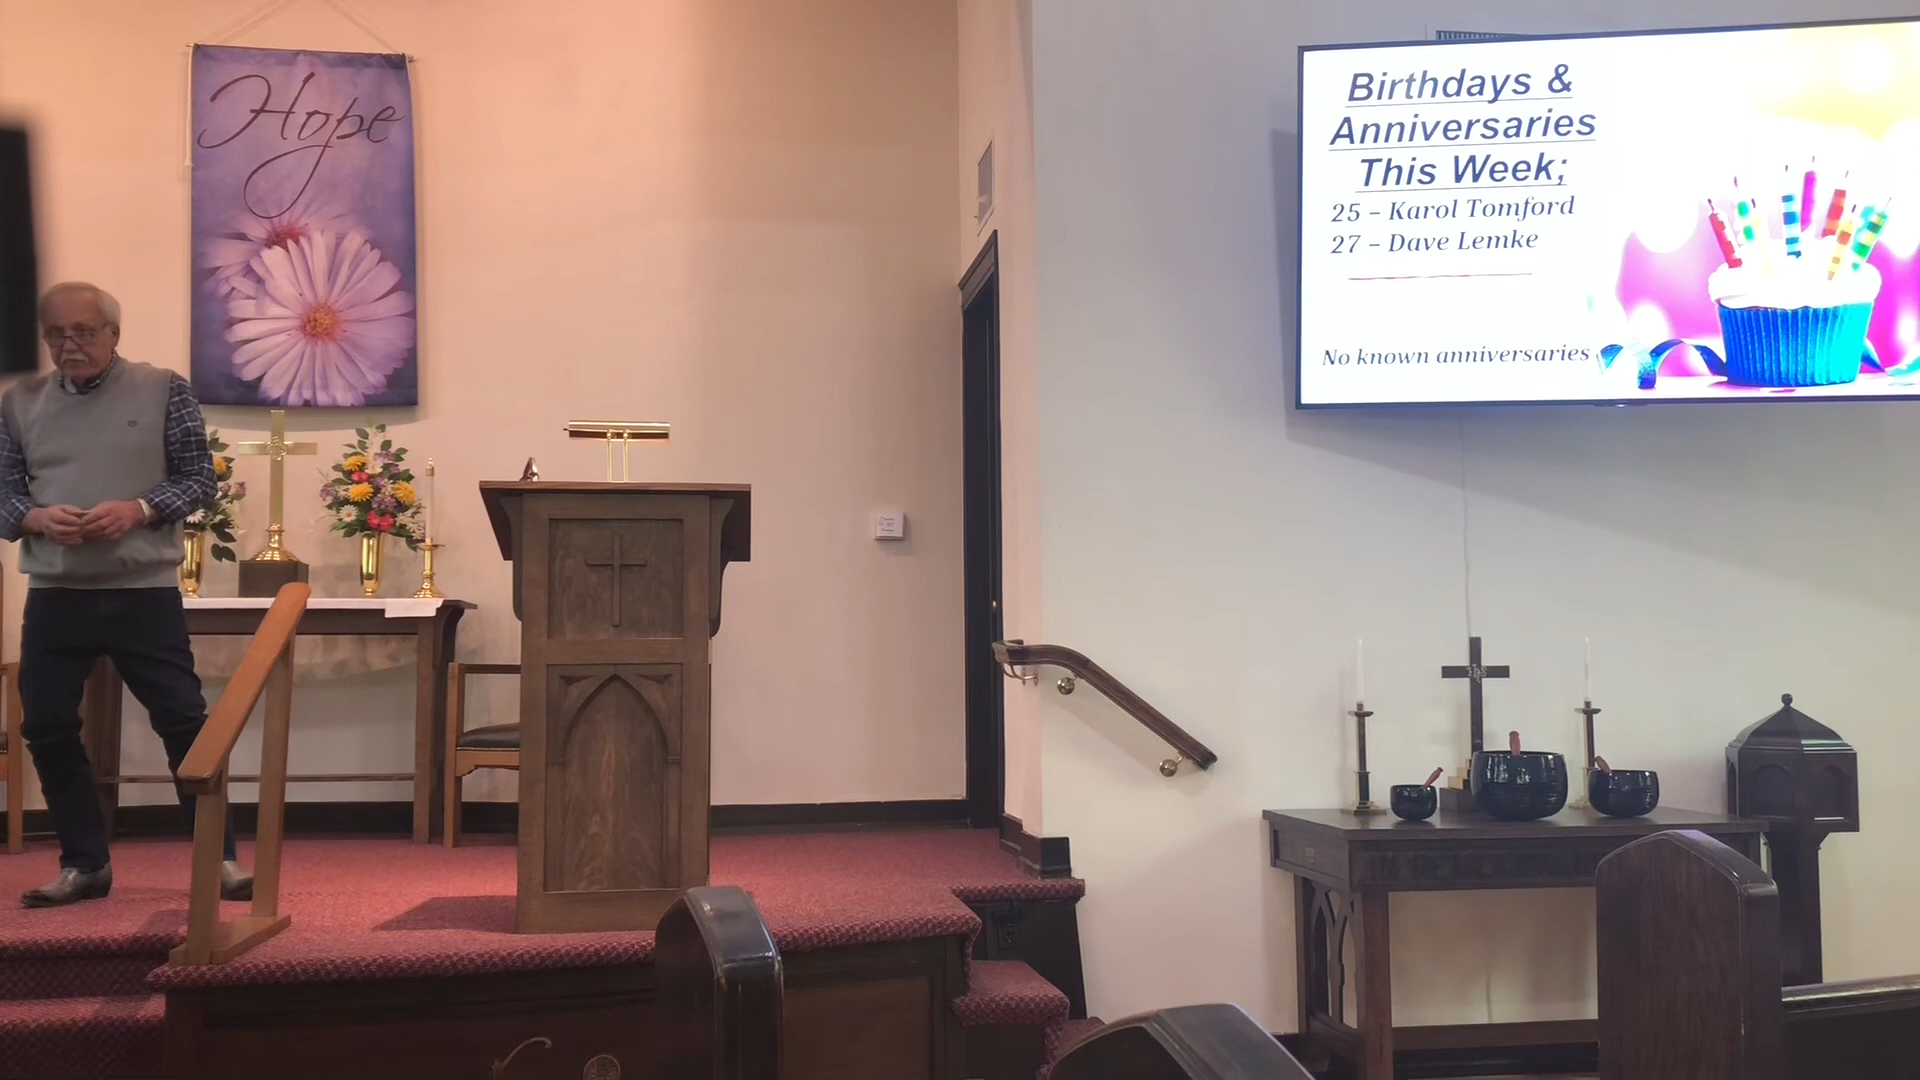 Hope
Birthdays &
Anniversaries
This Week;
25 – Karol Tomford
27 – Dave Lemke
No known anniversaries